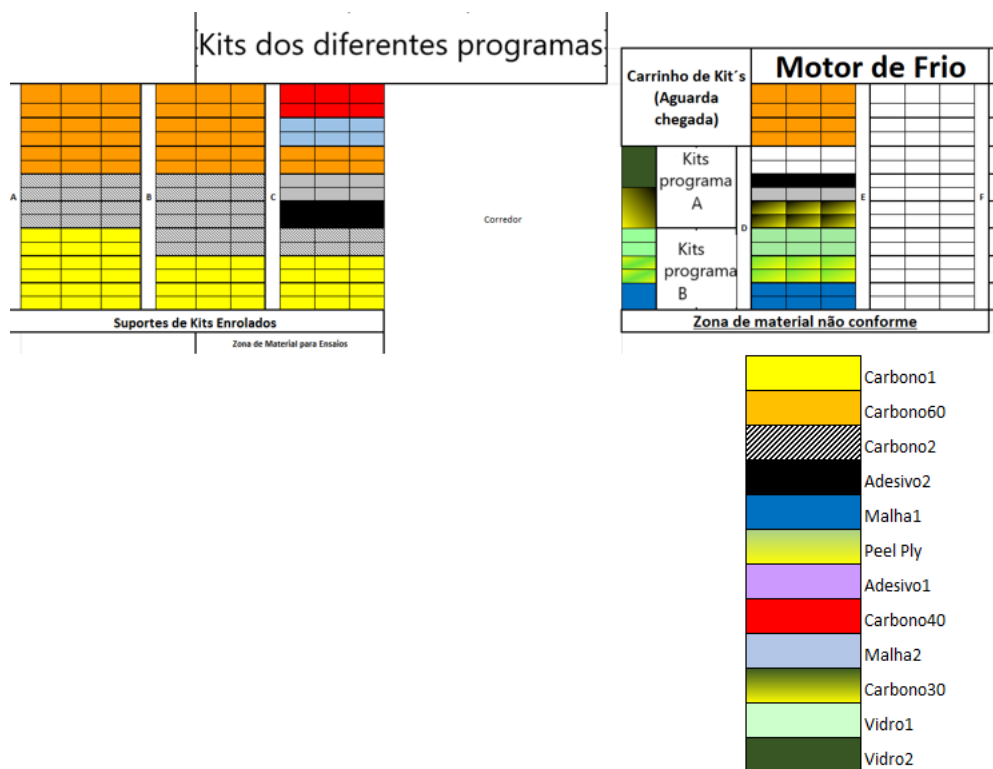 Kits dos diferentes programas
Carrinho de Kit´s
(Aguarda
chegada)
Motor de Frio
A
B
C
Corredor
Kits
programa
A
Kits
programa
B
D
E
F
Suportes de Kits Enrolados
Zona de Material para Ensaios
Zona de material não conforme
Carbono1
Carbono60
Carbono2
Adesivo2
Malha1
Peel Ply
Adesivo1
Carbono40
Malha2
Carbono30
Vidro1
Vidro2